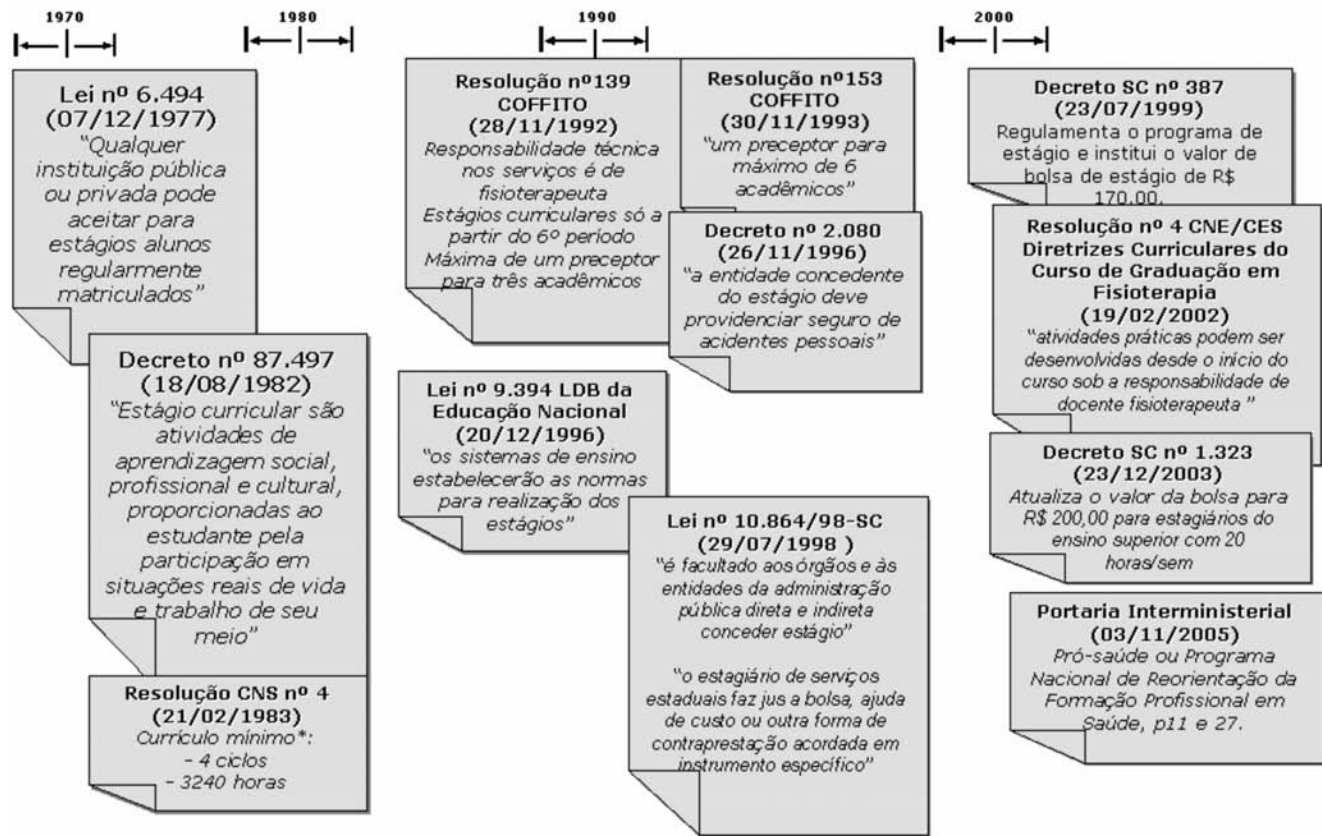 1970
1980
1990
2000
Lei nº 6.494
(07/12/1977)
“Qualquer
instituição pública
ou privada pode
aceitar para
estágios alunos
regularmente
matriculados”
Decreto nº 87.497
(18/08/1982)
“Estágio curricular são
atividades de
aprendizagem social,
profissional e cultural,
proporcionadas ao
estudante pela
participação em
situações reais de vida
e trabalho de seu
meio”
Resolução CNS nº 4
(21/02/1983)
Currículo mínimo*:
– 4 ciclos
– 3240 horas
Resolução nº139
COFFITO
(28/11/1992)
Responsabilidade técnica
nos serviços é de
fisioterapeuta
Estágios curriculares só a
partir do 6º período
Máxima de um preceptor
para três acadêmicos
Resolução nº153
COFFITO
(30/11/1993)
“um preceptor para
máximo de 6
acadêmicos”
Decreto nº 2.080
(26/11/1996)
“a entidade concedente
do estágio deve
providenciar seguro de
acidentes pessoais”
Lei nº 9.394 LDB da
Educação Nacional
(20/12/1996)
“os sistemas de ensino
estabelecerão as normas
para realização dos
estágios”
Lei nº 10.864/98-SC
(29/07/1998 )
“é facultado aos órgãos e às
entidades da administração
pública direta e indireta
conceder estágio”
“o estagiário de serviços
estaduais faz jus a bolsa, ajuda
de custo ou outra forma de
contraprestação acordada em
instrumento específico”
Decreto SC nº 387
(23/07/1999)
Regulamenta o programa de
estágio e institui o valor de
bolsa de estágio de R$
170,00.
Resolução nº 4 CNE/CES
Diretrizes Curriculares do
Curso de Graduação em
Fisioterapia
(19/02/2002)
“atividades práticas podem ser
desenvolvidas desde o início do
curso sob a responsabilidade de
docente fisioterapeuta ”
Decreto SC nº 1.323
(23/12/2003)
Atualiza o valor da bolsa para
R$ 200,00 para estagiários do
ensino superior com 20
horas/sem
Portaria Interministerial
(03/11/2005)
Pró-saúde ou Programa
Nacional de Reorientação da
Formação Profissional em
Saúde, p11 e 27.